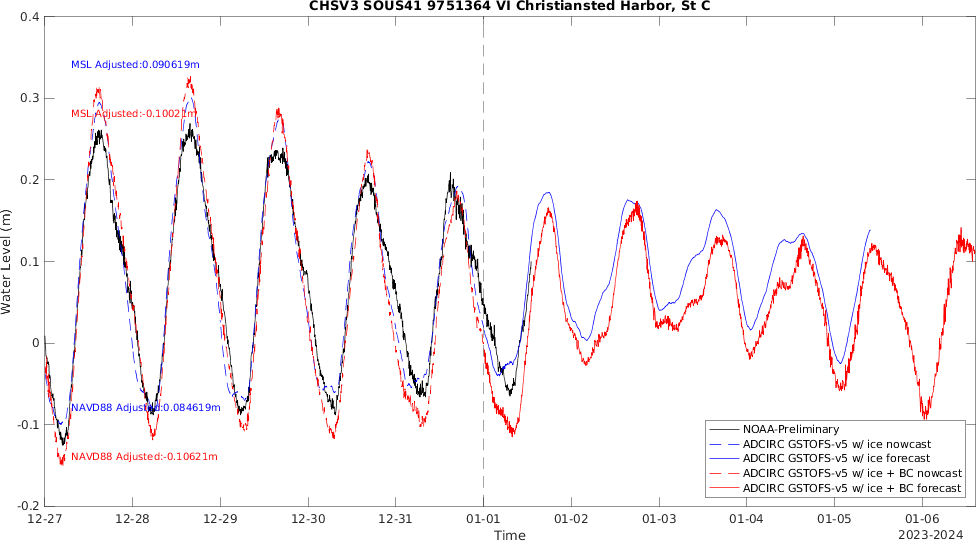 CHSV3 SOUS41 9751364 VI Christiansted Harbor, St C
0.4
0.3
0.2
0.1
0
-0.1
-0.2
Water Level (m)
MSL Adjusted:0.090619m
MSL Adjusted:-0.10021m
NAVD88 Adjusted:0.084619m
NAVD88 Adjusted:-0.10621m
NOAA-Preliminary
ADCIRC GSTOFS-v5 w/ ice nowcast
ADCIRC GSTOFS-v5 w/ ice forecast
ADCIRC GSTOFS-v5 w/ ice + BC nowcast
ADCIRC GSTOFS-v5 w/ ice + BC forecast
12-27 12-28 12-29 12-30 12-31 01-01 01-02 01-03 01-04 01-05 01-06
Time
2023-2024